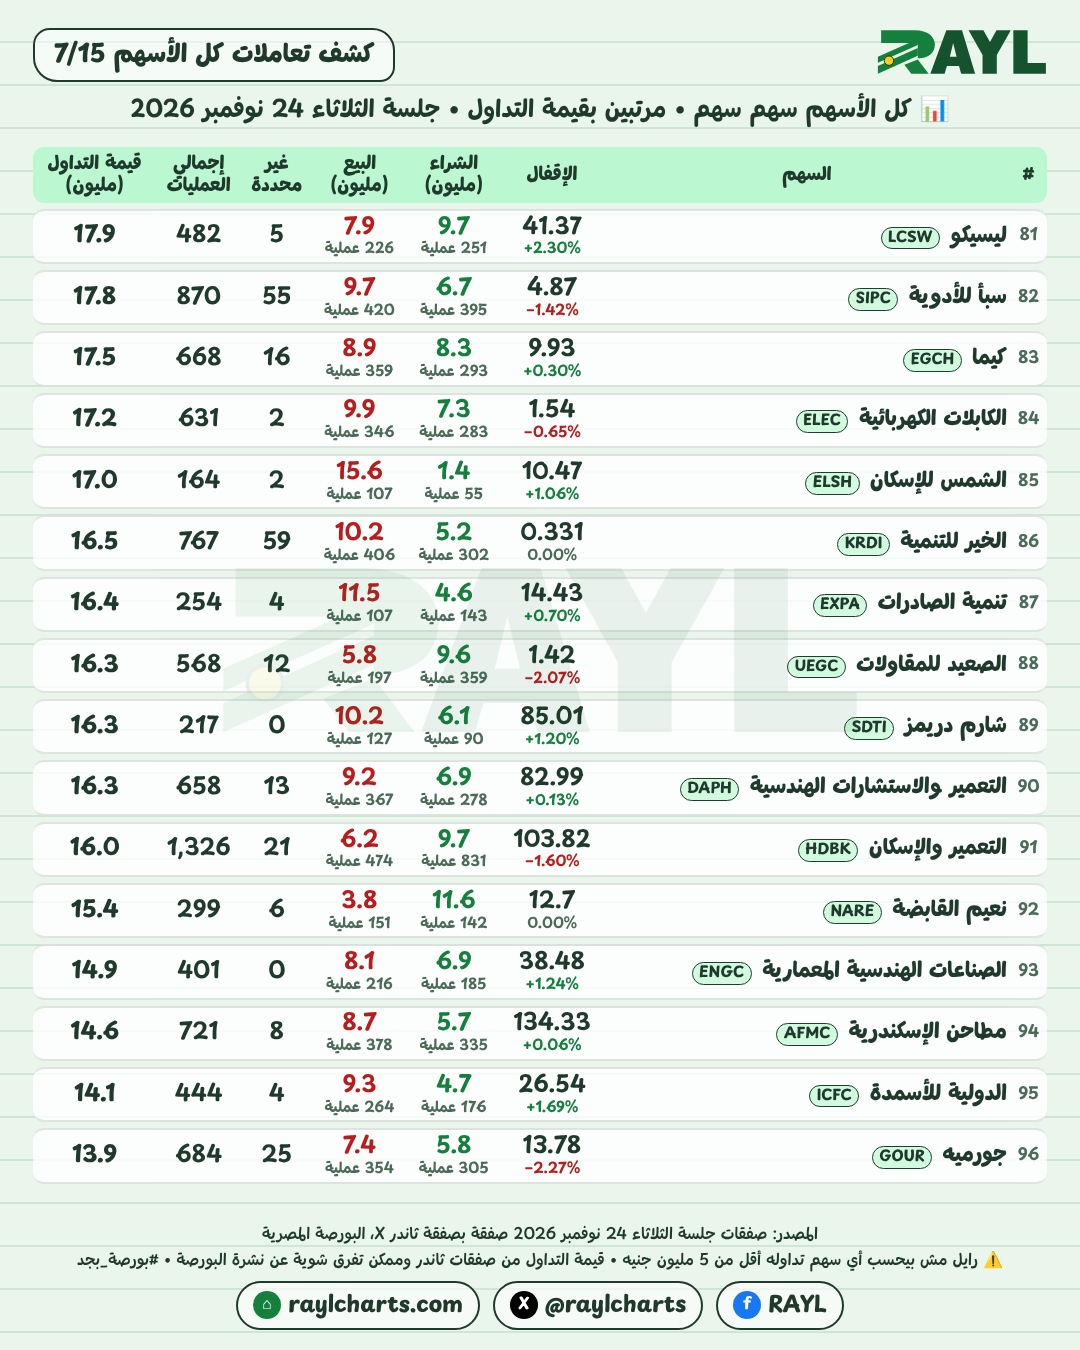 RAYL
كشف تعاملات كل الأسهم 7/15
📊 كل الأسهم سهم سهم • مرتبين بقيمة التداول • جلسة الثلاثاء 24 نوفمبر 2026
# السهم الإقفال الشراء (مليون) البيع (مليون) غير محددة إجمالي العمليات قيمة التداول (مليون)
81 ليسيكو LCSW 41.37 9.7 7.9 5 482 17.9
+2.30% 251 عملية 226 عملية
82 سبأ للأدوية SIPC 4.87 6.7 9.7 55 870 17.8
−1.42% 395 عملية 420 عملية
83 كيما EGCH 9.93 8.3 8.9 16 668 17.5
+0.30% 293 عملية 359 عملية
84 الكابلات الكهربائية ELEC 1.54 7.3 9.9 2 631 17.2
−0.65% 283 عملية 346 عملية
85 الشمس للإسكان ELSH 10.47 1.4 15.6 2 164 17.0
+1.06% 55 عملية 107 عملية
86 الخير للتنمية KRDI 0.331 5.2 10.2 59 767 16.5
0.00% 302 عملية 406 عملية
87 تنمية الصادرات EXPA 14.43 4.6 11.5 4 254 16.4
+0.70% 143 عملية 107 عملية
88 الصعيد للمقاولات UEGC 1.42 9.6 5.8 12 568 16.3
−2.07% 359 عملية 197 عملية
89 شارم دريمز SDTI 85.01 6.1 10.2 0 217 16.3
+1.20% 90 عملية 127 عملية
90 التعمير والاستشارات الهندسية DAPH 82.99 6.9 9.2 13 658 16.3
+0.13% 278 عملية 367 عملية
91 التعمير والإسكان HDBK 103.82 9.7 6.2 21 1,326 16.0
−1.60% 831 عملية 474 عملية
92 نعيم القابضة NARE 12.7 11.6 3.8 6 299 15.4
0.00% 142 عملية 151 عملية
93 الصناعات الهندسية المعمارية ENGC 38.48 6.9 8.1 0 401 14.9
+1.24% 185 عملية 216 عملية
94 مطاحن الإسكندرية AFMC 134.33 5.7 8.7 8 721 14.6
+0.06% 335 عملية 378 عملية
95 الدولية للأسمدة ICFC 26.54 4.7 9.3 4 444 14.1
+1.69% 176 عملية 264 عملية
96 جورميه GOUR 13.78 5.8 7.4 25 684 13.9
−2.27% 305 عملية 354 عملية
المصدر: صفقات جلسة الثلاثاء 24 نوفمبر 2026 صفقة بصفقة ثاندر X، البورصة المصرية
⚠️ رايل مش بيحسب أي سهم تداوله أقل من 5 مليون جنيه • قيمة التداول من صفقات ثاندر وممكن تفرق شوية عن نشرة البورصة • #بورصة_بجد
raylcharts.com @raylcharts RAYL